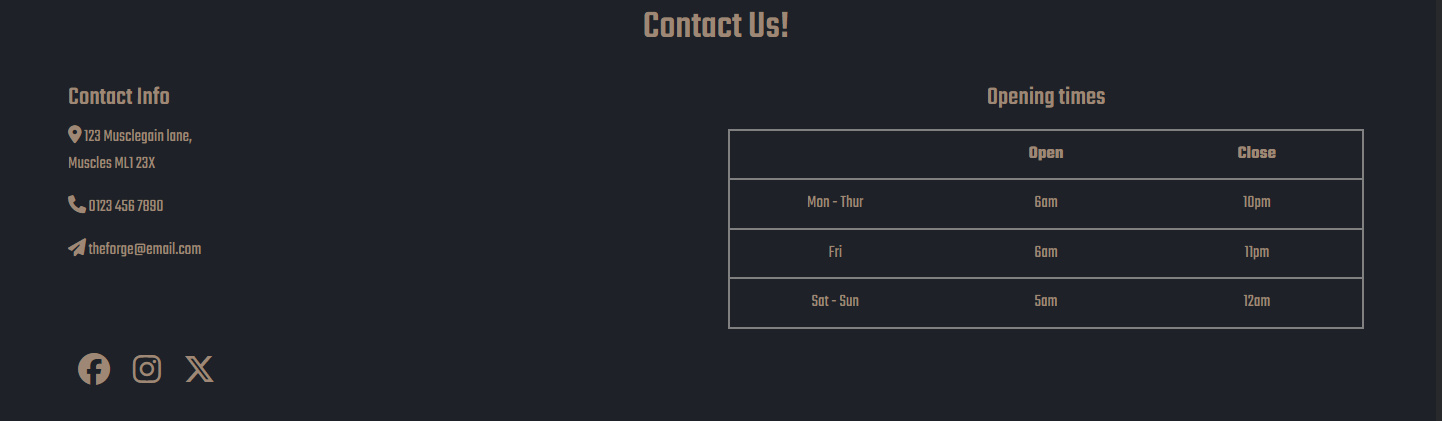 Contact Us!
Contact Info
123 Musclegain lane,
Muscles ML1 23X
0123 456 7890
theforge@email.com
Opening times
Open Close
Mon - Thur 6am 10pm
Fri 6am 11pm
Sat - Sun 5am 12am